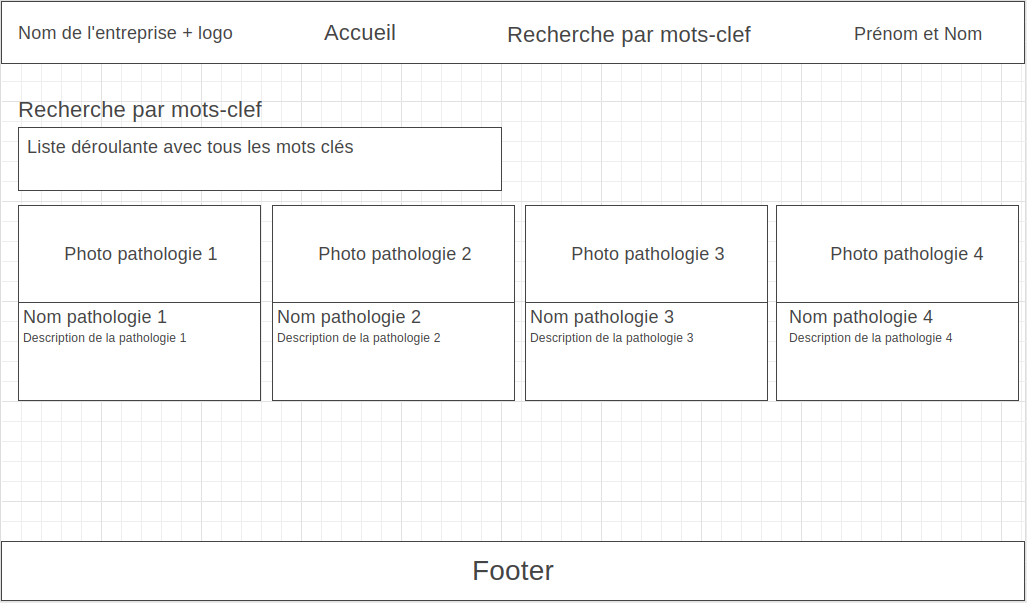 Nom de l'entreprise + logo
Accueil
Recherche par mots-clef
Prénom et Nom
Recherche par mots-clef
Liste déroulante avec tous les mots clés
Photo pathologie 1
Photo pathologie 2
Photo pathologie 3
Photo pathologie 4
Nom pathologie 1
Description de la pathologie 1
Nom pathologie 2
Description de la pathologie 2
Nom pathologie 3
Description de la pathologie 3
Nom pathologie 4
Description de la pathologie 4
Footer